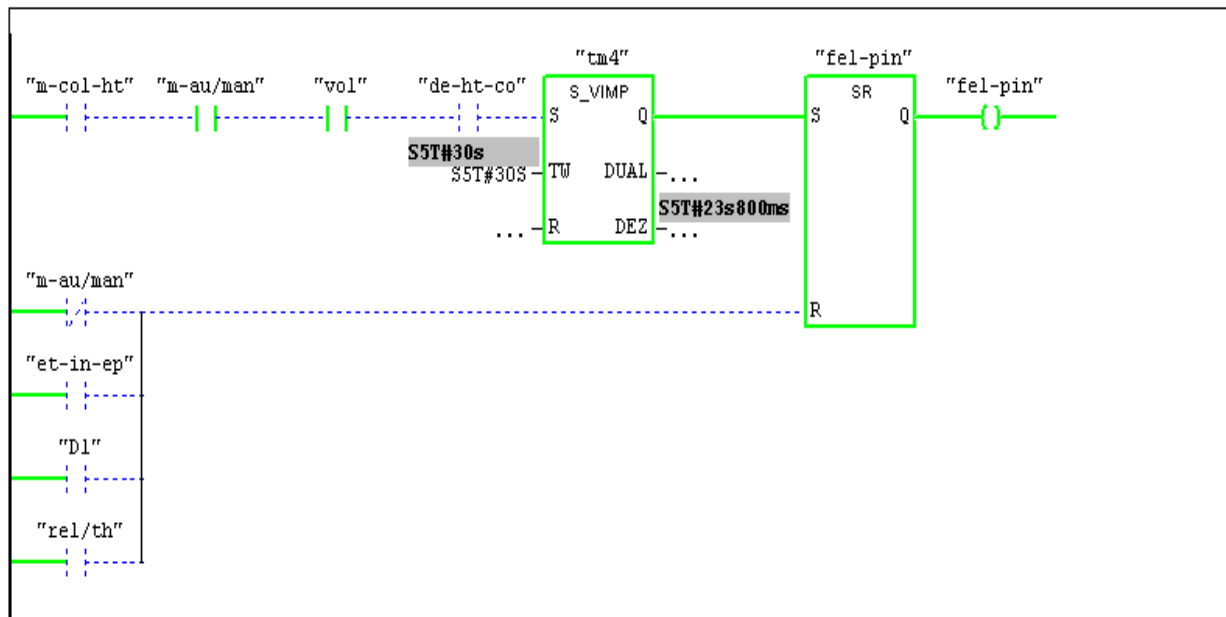 "tm4" "fel-pin"
"m-col-ht" "m-au/man" "vol" "de-ht-co" S_VIMP SR "fel-pin"
S Q S Q
S5T#30s
S5T#30S TW DUAL ...
S5T#23s800ms
... R DEZ ...
"m-au/man"
R
"et-in-ep"
"D1"
"rel/th"